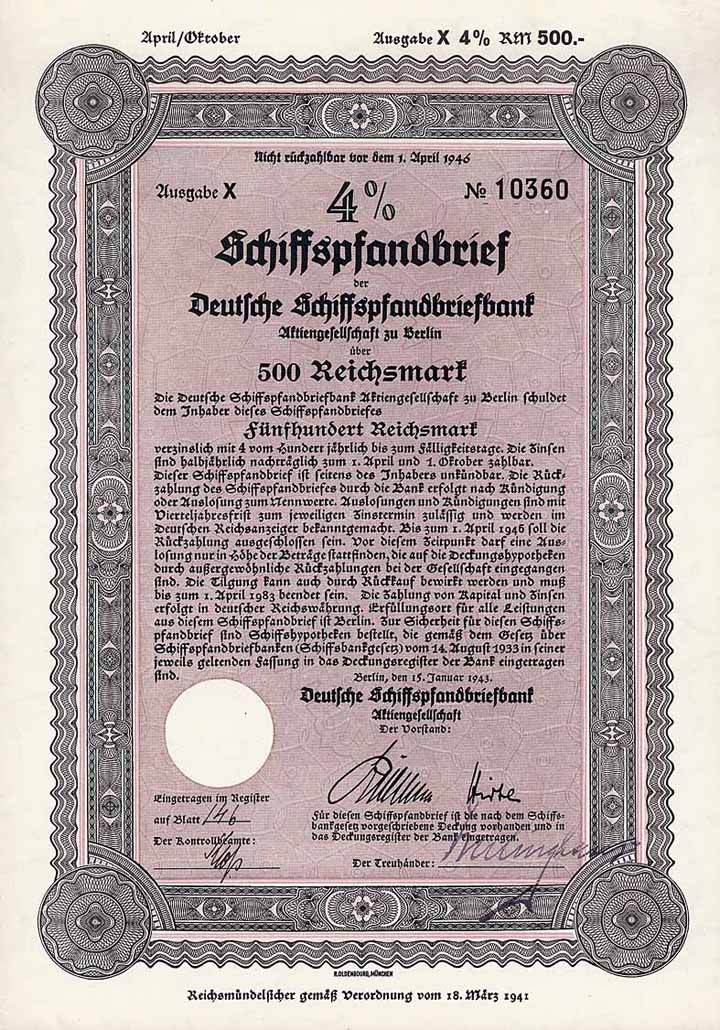 April/Oktober Ausgabe X 4% RM 500.-
Nicht rückzahlbar vor dem 1. April 1946
Ausgabe X 4% № 10360
Schiffspfandbrief
der
Deutsche Schiffspfandbriefbank
Aktiengesellschaft zu Berlin
über
500 Reichsmark
Die Deutsche Schiffspfandbriefbank Aktiengesellschaft zu Berlin schuldet
dem Inhaber dieses Schiffspfandbriefes
Fünfhundert Reichsmark
verzinslich mit 4 vom Hundert jährlich bis zum Fälligkeitstage. Die Zinsen
sind halbjährlich nachträglich zum 1. April und 1. Oktober zahlbar.
Dieser Schiffspfandbrief ist seitens des Inhabers unkündbar. Die Rück-
zahlung des Schiffspfandbriefes durch die Bank erfolgt nach Kündigung
oder Auslosung zum Nennwerte. Auslosungen und Kündigungen sind mit
Vierteljahresfrist zum jeweiligen Zinstermin zulässig und werden im
Deutschen Reichsanzeiger bekanntgemacht. Bis zum 1. April 1946 soll die
Rückzahlung ausgeschlossen sein. Vor diesem Zeitpunkt darf eine Aus-
losung nur in Höhe der Beträge stattfinden, die auf die Deckungshypotheken
durch außergewöhnliche Rückzahlungen bei der Gesellschaft eingegangen
sind. Die Tilgung kann auch durch Rückkauf bewirkt werden und muß
bis zum 1. April 1983 beendet sein. Die Zahlung von Kapital und Zinsen
erfolgt in deutscher Reichswährung. Erfüllungsort für alle Leistungen
aus diesem Schiffspfandbrief ist Berlin. Zur Sicherheit für diesen Schiffs-
pfandbrief sind Schiffshypotheken bestellt, die gemäß dem Gesetz über
Schiffspfandbriefbanken (Schiffsbankgesetz) vom 14. August 1933 in seiner
jeweils geltenden Fassung in das Deckungsregister der Bank eingetragen
sind.
Berlin, den 15. Januar 1943.
Deutsche Schiffspfandbriefbank
Aktiengesellschaft
Der Vorstand:
Eingetragen im Register
auf Blatt 146
Der Kontrollbeamte:
Für diesen Schiffspfandbrief ist die nach dem Schiffs-
bankgesetz vorgeschriebene Deckung vorhanden und in
das Deckungsregister der Bank eingetragen.
Der Treuhänder:
R. OLDENBOURG, MÜNCHEN
Reichsmündelsicher gemäß Verordnung vom 18. März 1941